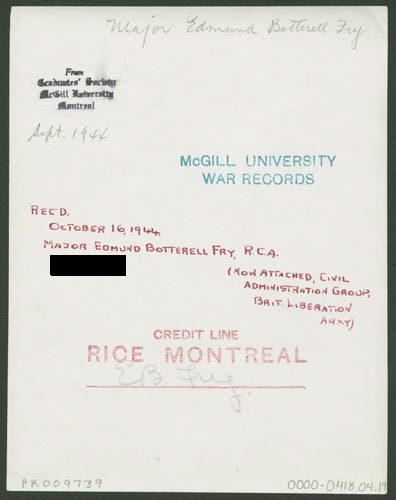 Major Edmund Botterell Fry
From
Graduates' Society
McGill University
Montreal
Sept. 1944
McGILL UNIVERSITY
WAR RECORDS
REC'D.
OCTOBER 16, 1944,
MAJOR EDMUND BOTTERELL FRY, R.C.A.
(NOW ATTACHED, CIVIL
ADMINISTRATION GROUP,
BRIT. LIBERATION
ARMY)
CREDIT LINE
RICE MONTREAL
EB Frey
PR009739
0000-0418.04.19